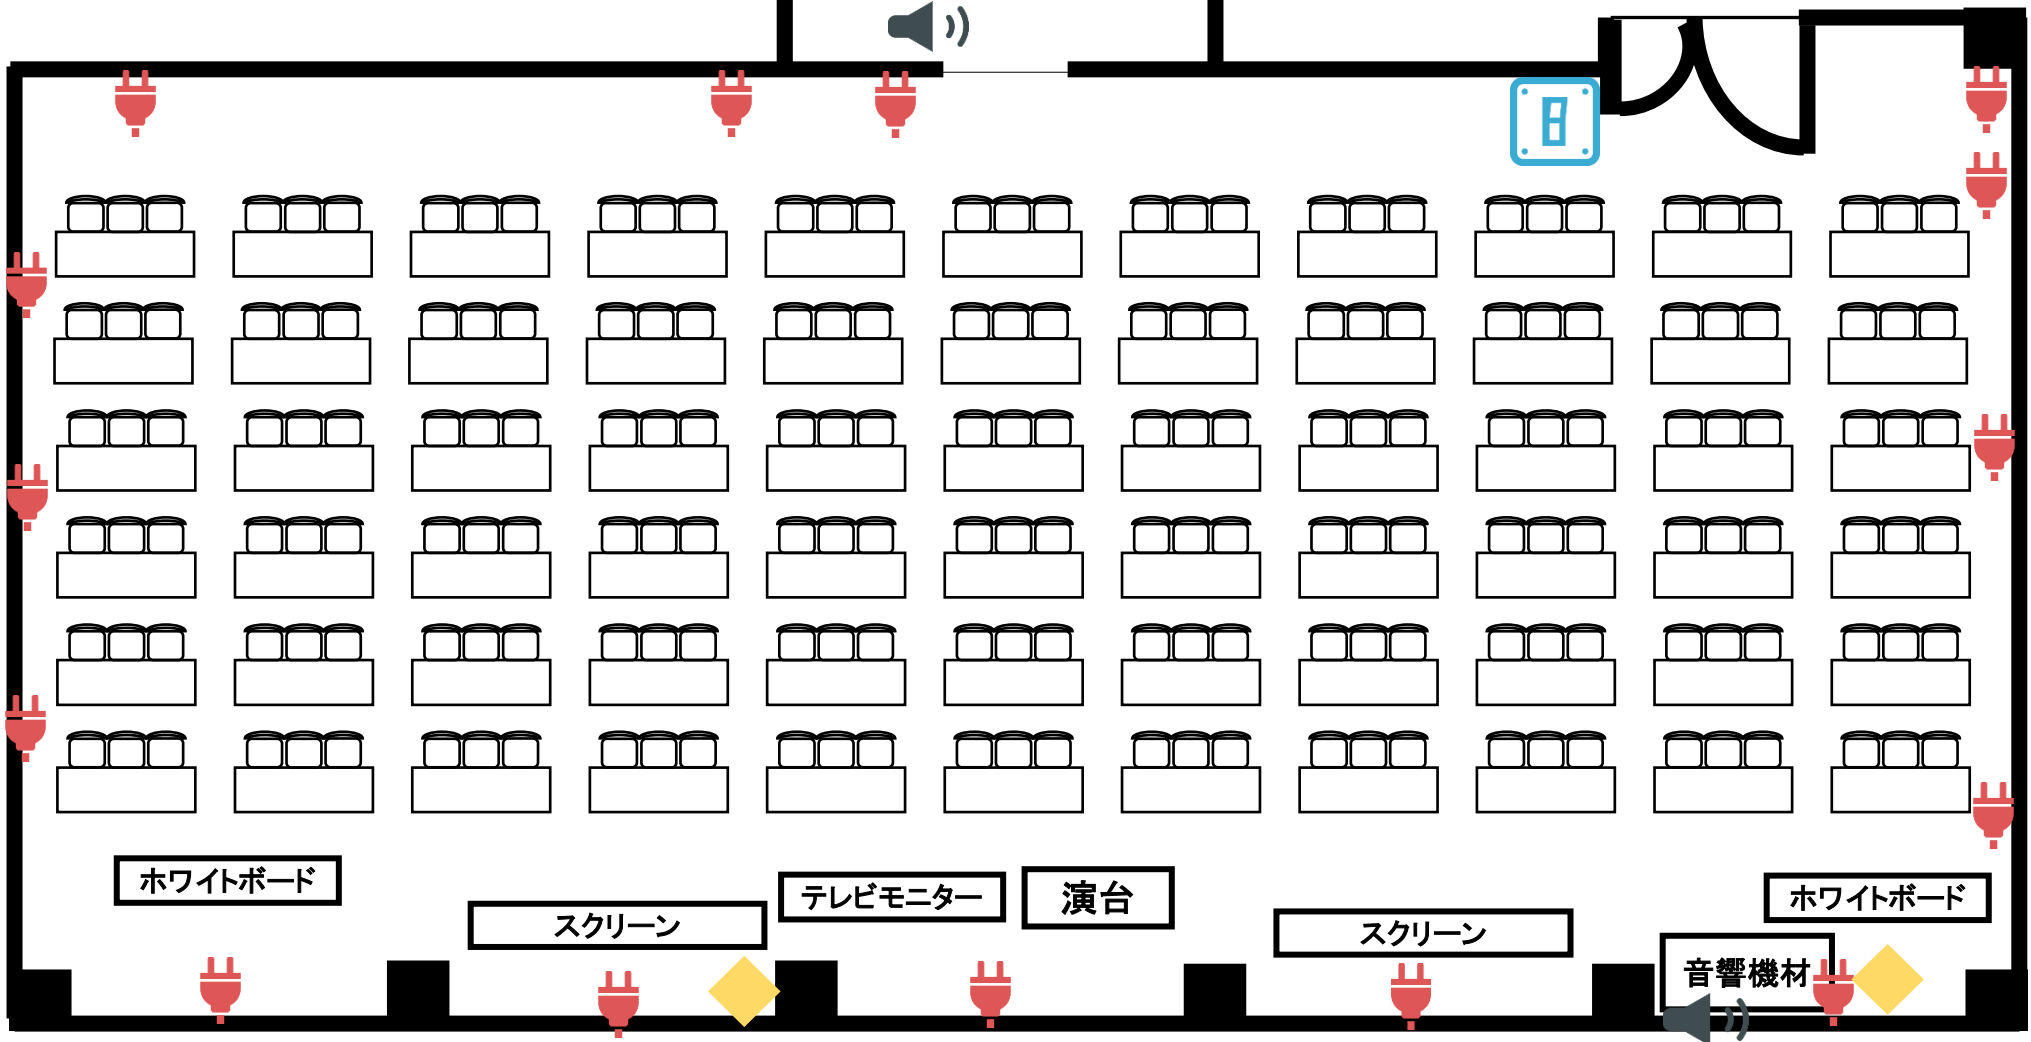 ホワイトボード
スクリーン
テレビモニター
演台
スクリーン
ホワイトボード
音響機材